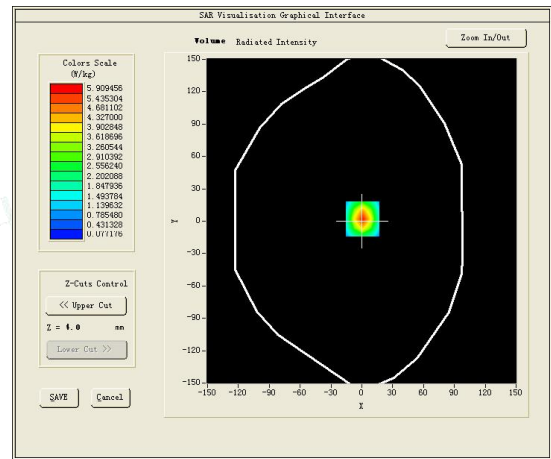 SAR Visualisation Graphical Interface
Volume Radiated Intensity
Zoom In/Out
Colors Scale
(W/kg)
5.909456
5.435304
4.681102
4.327000
3.902848
3.618696
3.260544
2.910392
2.556240
2.202088
1.847936
1.493784
1.139632
0.785480
0.431328
0.077176
150
120
90
60
30
0
-30
-60
-90
-120
-150
Y
-150 -120 -90 -60 -30 0 30 60 90 120 150
X
Z-Cuts Control
<< Upper Cut
Z = 4.0 mm
Lower Cut >>
SAVE Cancel